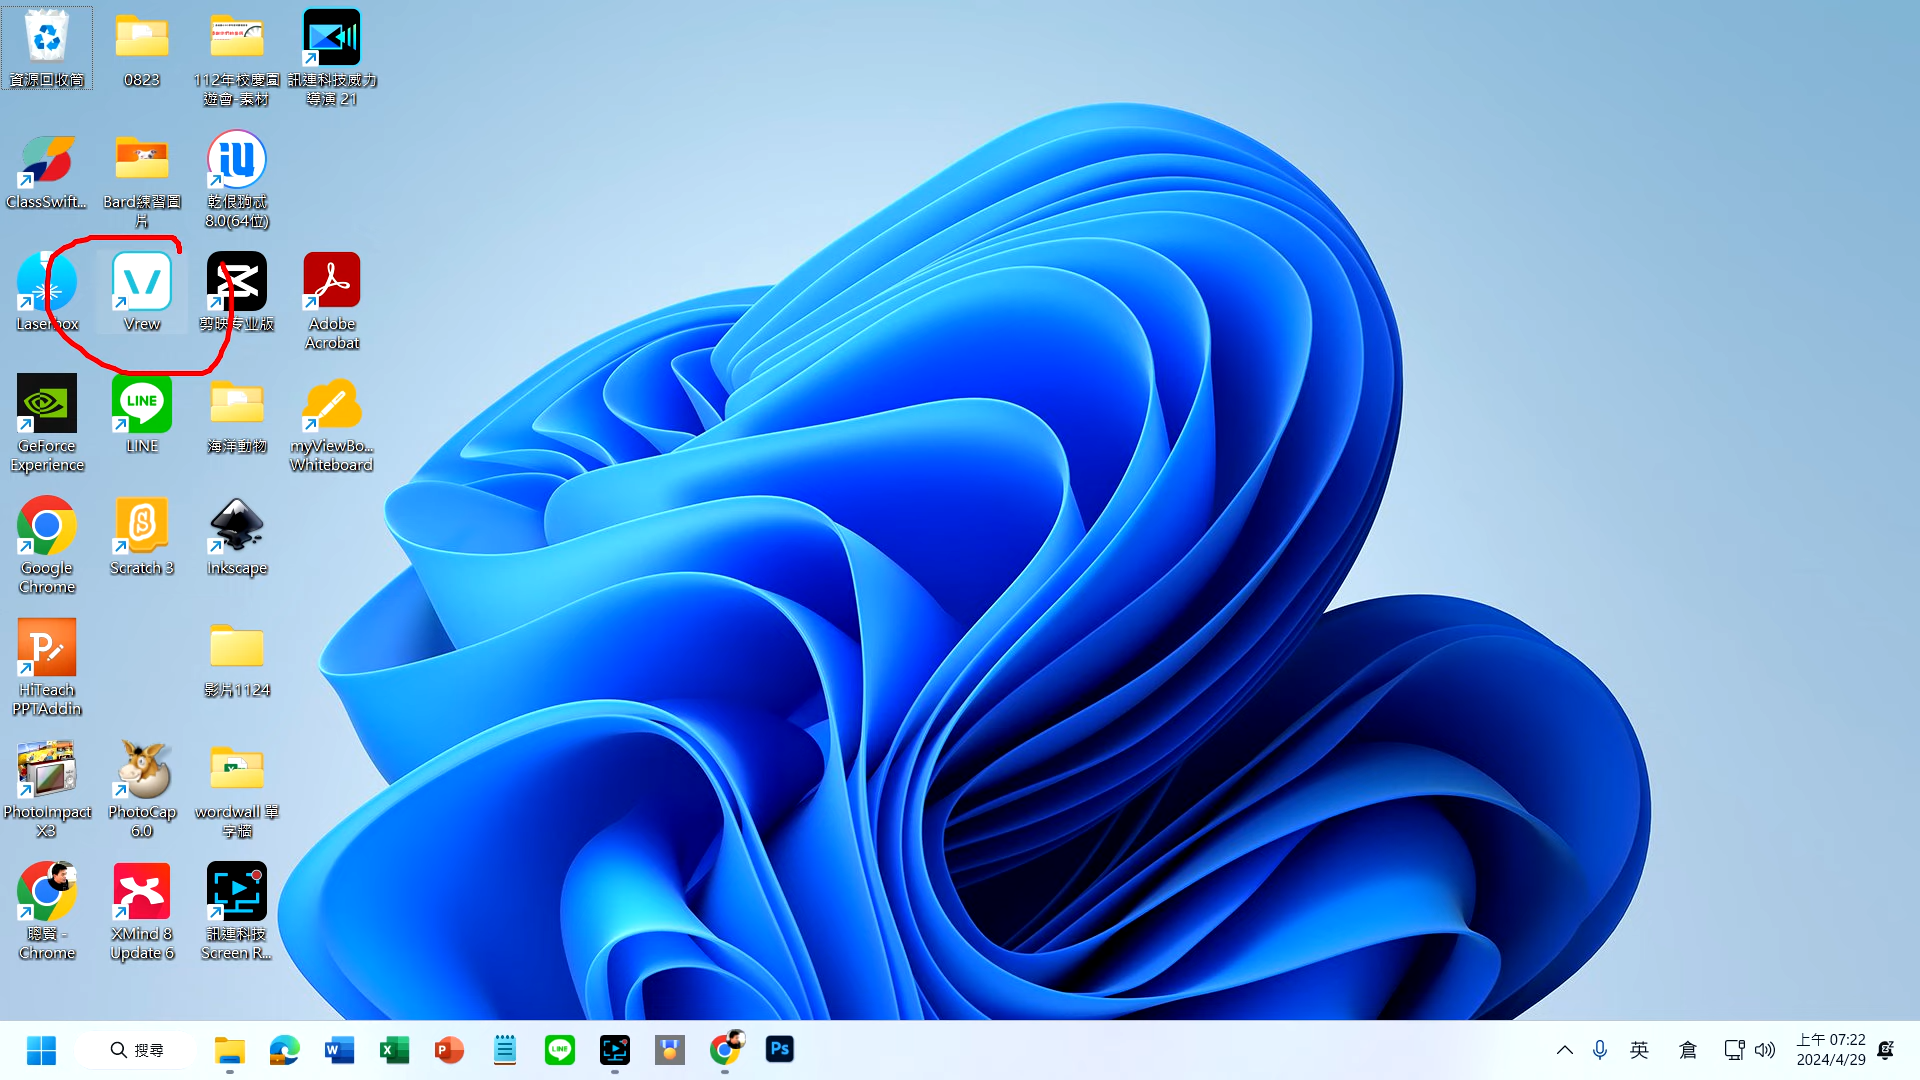 資源回收筒
0823
112年校慶園
遊會-素材
訊連科技威力
導演 21
ClassSwift...
Bard練習圖
片
iU
8.0(64位)
Laserbox
Vrew
剪映专业版
Adobe
Acrobat
GeForce
Experience
LINE
LINE
海洋動物
myViewBo...
Whiteboard
Google
Chrome
Scratch 3
Inkscape
HiTeach
PPTAddin
影片1124
PhotoImpact
X3
PhotoCap
6.0
wordwall 單
字牆
聰賢 -
Chrome
XMind 8
Update 6
訊連科技
Screen R...
搜尋
W
X
P
LINE
Ps
英
倉
上午 07:22
2024/4/29